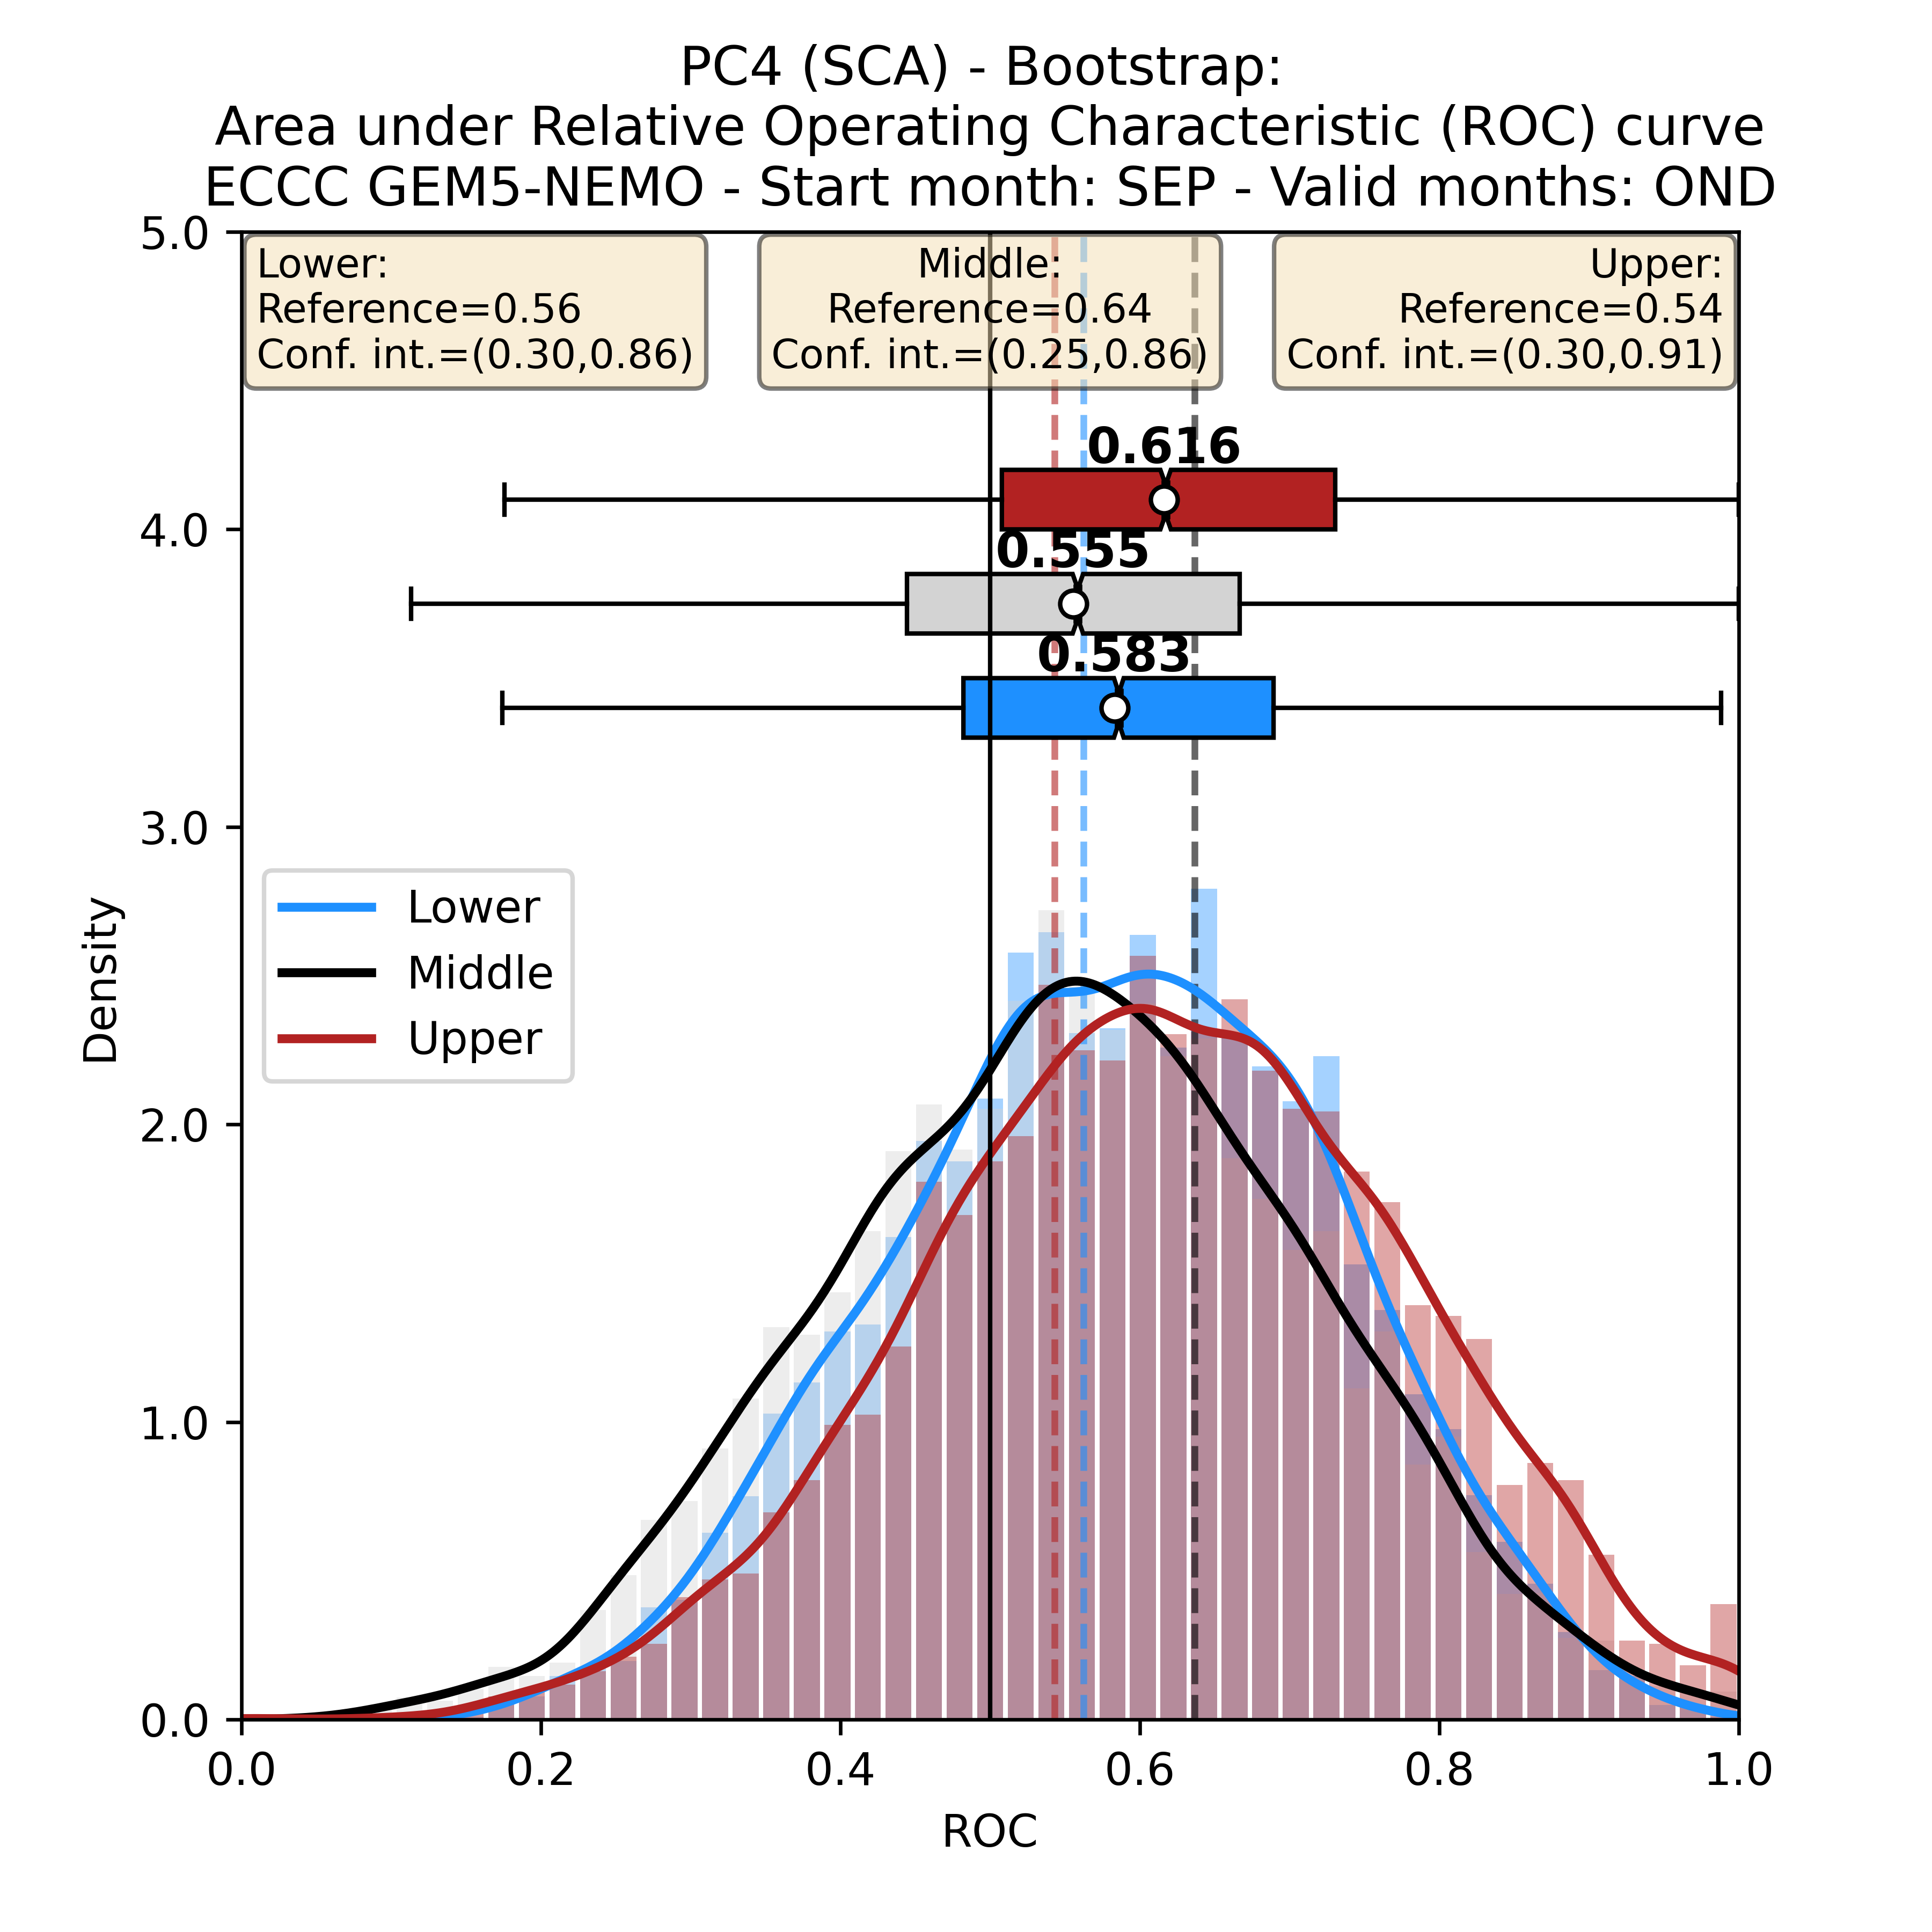 PC4 (SCA) - Bootstrap:
Area under Relative Operating Characteristic (ROC) curve
ECCC GEM5-NEMO - Start month: SEP - Valid months: OND
Lower:
Reference=0.56
Conf. int.=(0.30,0.86)
Middle:
Reference=0.64
Conf. int.=(0.25,0.86)
Upper:
Reference=0.54
Conf. int.=(0.30,0.91)
0.616
0.555
0.583
Lower
Middle
Upper
Density
5.0
4.0
3.0
2.0
1.0
0.0
0.0 0.2 0.4 0.6 0.8 1.0
ROC